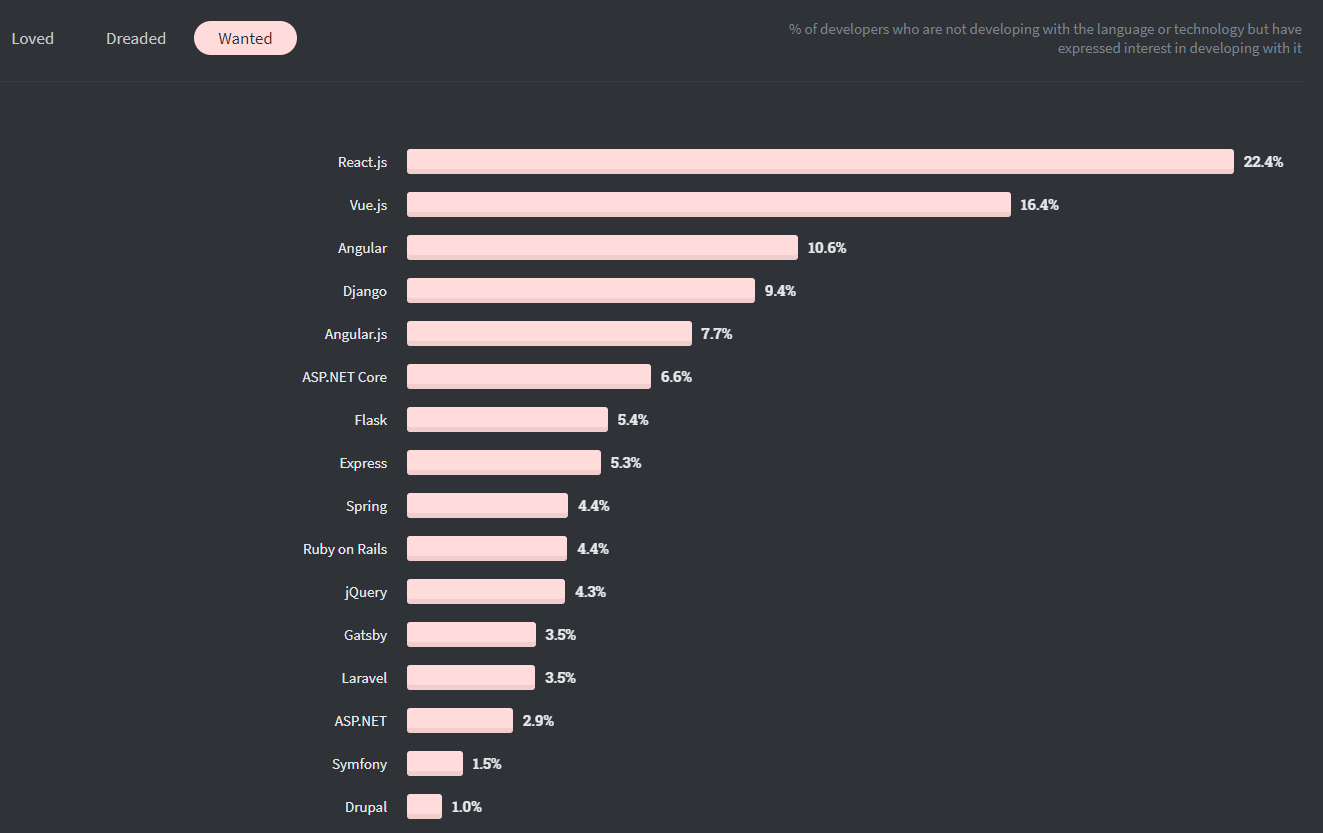 Loved Dreaded Wanted
% of developers who are not developing with the language or technology but have
expressed interest in developing with it
React.js 22.4%
Vue.js 16.4%
Angular 10.6%
Django 9.4%
Angular.js 7.7%
ASP.NET Core 6.6%
Flask 5.4%
Express 5.3%
Spring 4.4%
Ruby on Rails 4.4%
jQuery 4.3%
Gatsby 3.5%
Laravel 3.5%
ASP.NET 2.9%
Symfony 1.5%
Drupal 1.0%